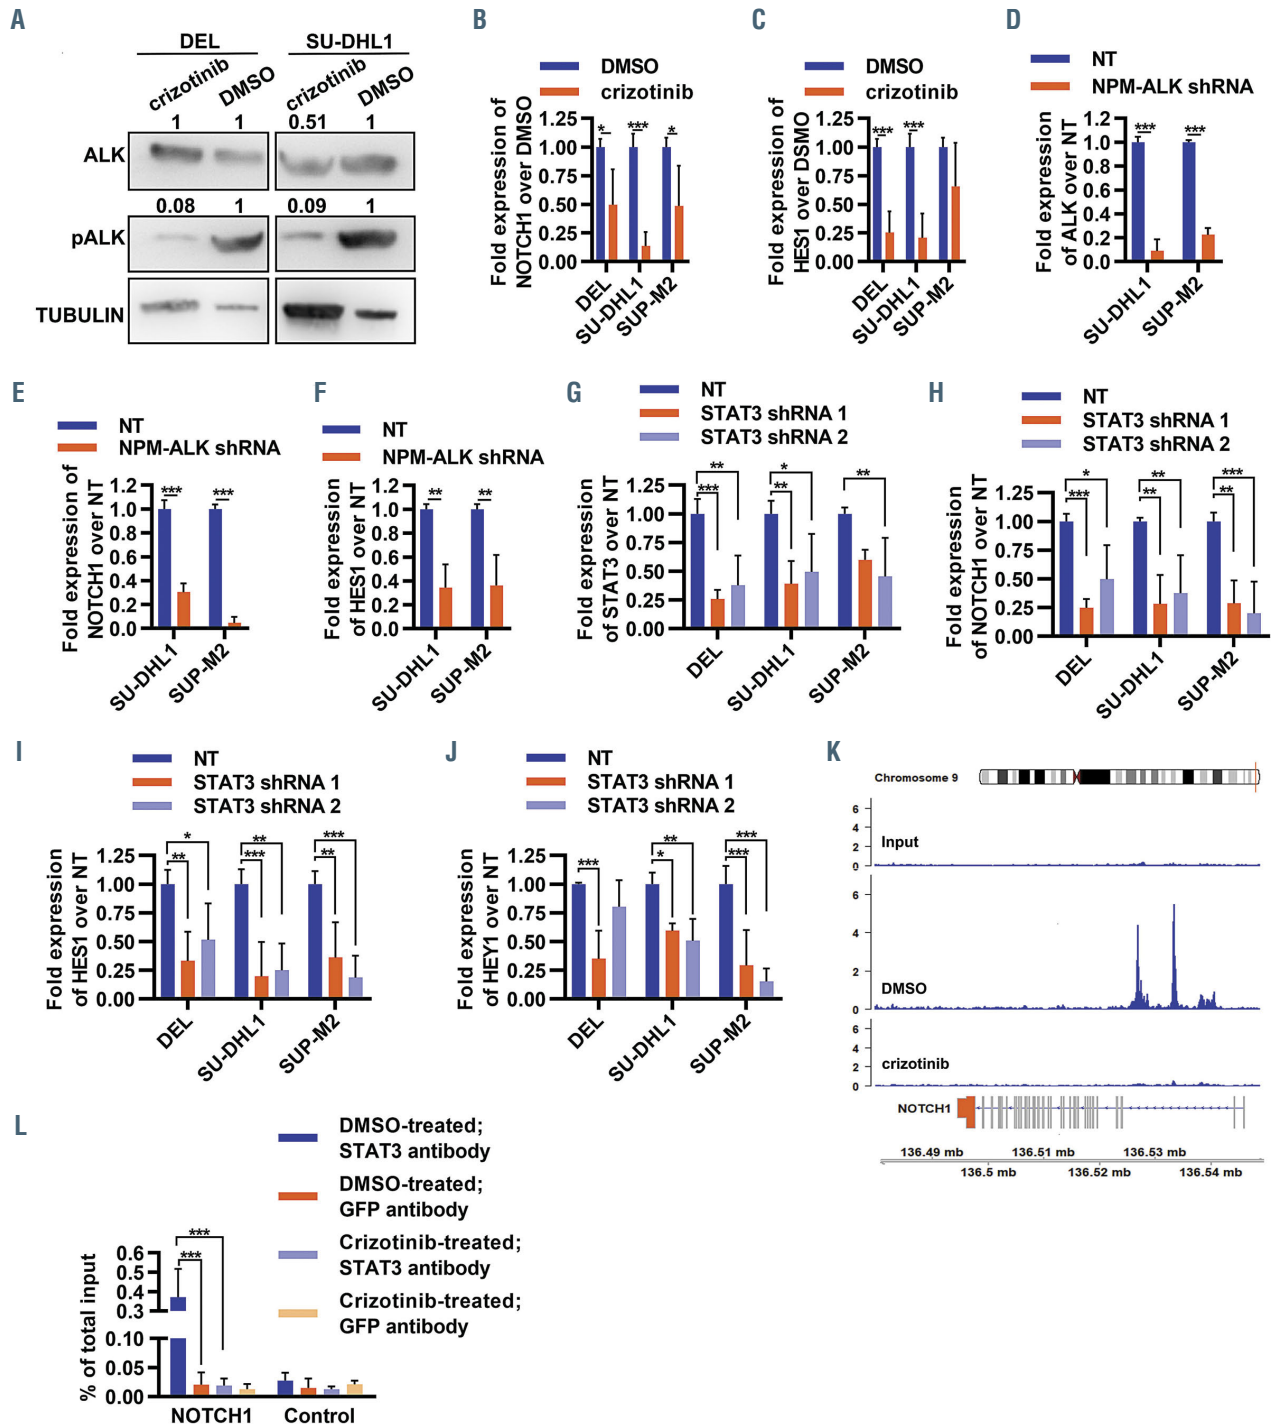 A
DEL
SU-DHL1
crizotinib
DMSO
crizotinib
DMSO
1
1
0.51
1
ALK
0.08
1
0.09
1
pALK
TUBULIN
B
DMSO
crizotinib
Fold expression of
NOTCH1 over DMSO
1.25
1.00
0.75
0.50
0.25
0.00
*
***
*
DEL
SU-DHL1
SUP-M2
C
DMSO
crizotinib
Fold expression of
HES1 over DSMO
1.25
1.00
0.75
0.50
0.25
0.00
***
***
DEL
SU-DHL1
SUP-M2
D
NT
NPM-ALK shRNA
Fold expression
of ALK over NT
1.2
1.0
0.8
0.6
0.4
0.2
0.0
***
***
SU-DHL1
SUP-M2
E
NT
NPM-ALK shRNA
Fold expression of
NOTCH1 over NT
1.2
1.0
0.8
0.6
0.4
0.2
0.0
***
***
SU-DHL1
SUP-M2
F
NT
NPM-ALK shRNA
Fold expression
of HES1 over NT
1.2
1.0
0.8
0.6
0.4
0.2
0.0
**
**
SU-DHL1
SUP-M2
G
NT
STAT3 shRNA 1
STAT3 shRNA 2
Fold expression
of STAT3 over NT
1.25
1.00
0.75
0.50
0.25
0.00
**
***
*
**
**
DEL
SU-DHL1
SUP-M2
H
NT
STAT3 shRNA 1
STAT3 shRNA 2
Fold expression
of NOTCH1 over NT
1.25
1.00
0.75
0.50
0.25
0.00
*
***
**
**
***
**
DEL
SU-DHL1
SUP-M2
I
NT
STAT3 shRNA 1
STAT3 shRNA 2
Fold expression
of HES1 over NT
1.25
1.00
0.75
0.50
0.25
0.00
*
**
**
***
***
**
DEL
SU-DHL1
SUP-M2
J
NT
STAT3 shRNA 1
STAT3 shRNA 2
Fold expression
of HEY1 over NT
1.25
1.00
0.75
0.50
0.25
0.00
***
**
*
***
***
DEL
SU-DHL1
SUP-M2
K
Chromosome 9
6
4
2
0
Input
6
4
2
0
DMSO
6
4
2
0
crizotinib
NOTCH1
136.49 mb
136.51 mb
136.53 mb
136.5 mb
136.52 mb
136.54 mb
L
DMSO-treated;
STAT3 antibody
DMSO-treated;
GFP antibody
Crizotinib-treated;
STAT3 antibody
Crizotinib-treated;
GFP antibody
% of total input
0.6
0.5
0.4
0.3
0.10
0.05
0.00
***
***
NOTCH1
Control